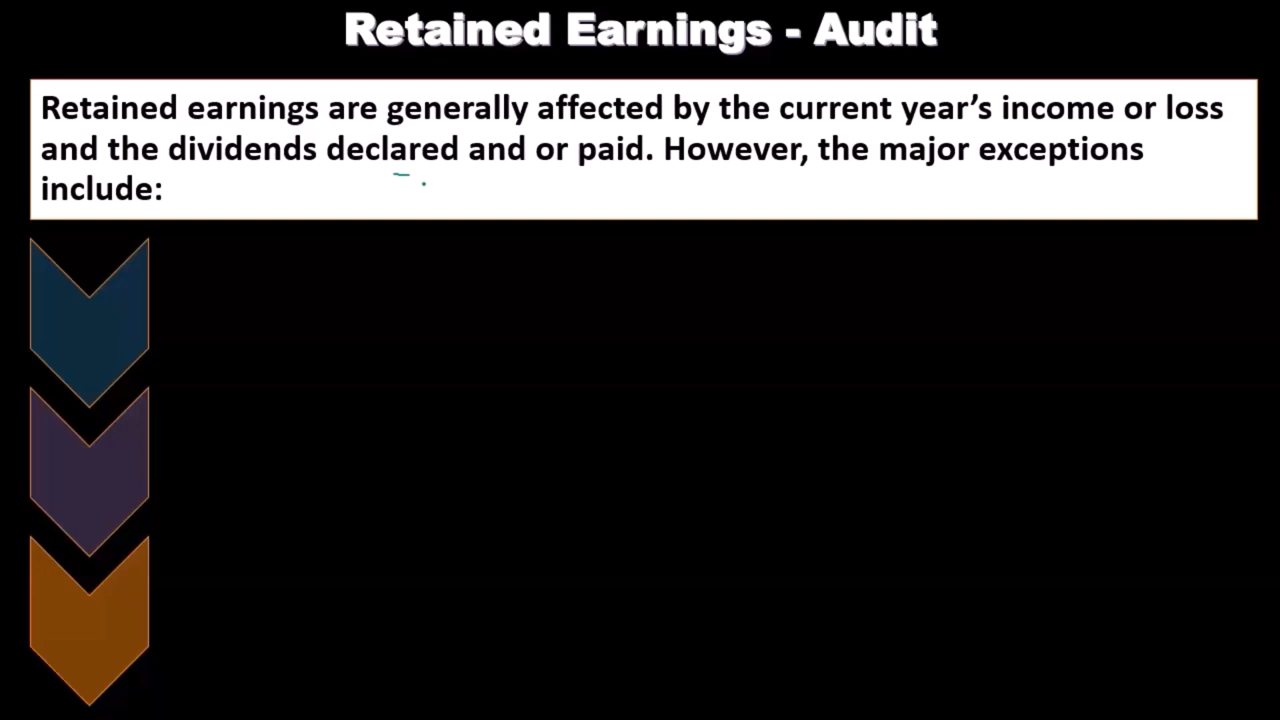 Retained Earnings - Audit
Retained earnings are generally affected by the current year’s income or loss
and the dividends declared and or paid. However, the major exceptions
include: